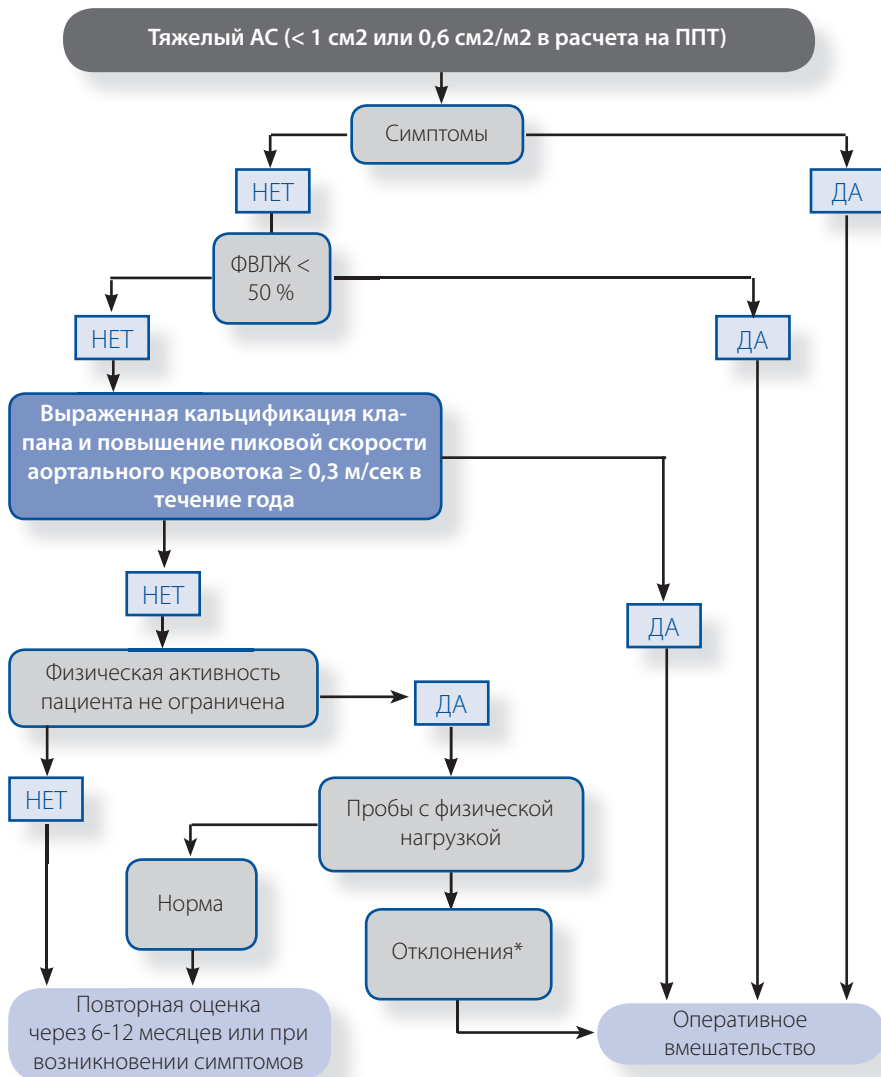 Тяжелый АС (< 1 см2 или 0,6 см2/м2 в расчета на ППТ)
Симптомы
НЕТ
ДА
ФВЛЖ <
50 %
НЕТ
ДА
Выраженная кальцификация кла-
пана и повышение пиковой скорости
аортального кровотока ≥ 0,3 м/сек в
течение года
НЕТ
ДА
Физическая активность
пациента не ограничена
ДА
НЕТ
Пробы с физической
нагрузкой
Норма
Отклонения*
Повторная оценка
через 6-12 месяцев или при
возникновении симптомов
Оперативное
вмешательство